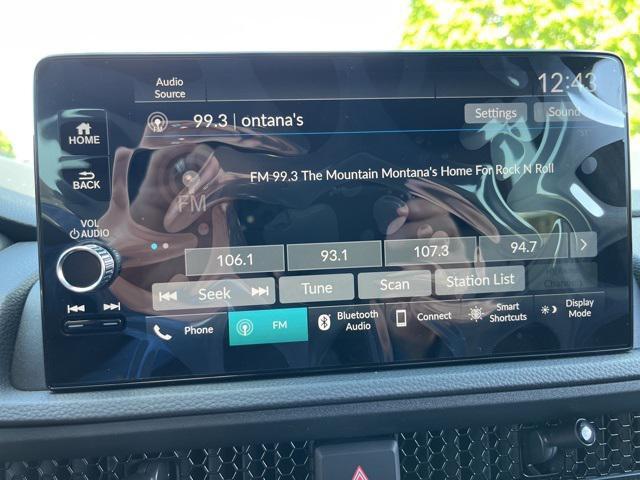 Audio
Source
12:43
99.3 | ontana's
Settings
Sound
HOME
BACK
VOL
AUDIO
FM
FM 99.3 The Mountain Montana's Home For Rock N Roll
106.1
93.1
107.3
94.7
Seek
Tune
Scan
Station List
Phone
FM
Bluetooth
Audio
Connect
Smart
Shortcuts
Display
Mode